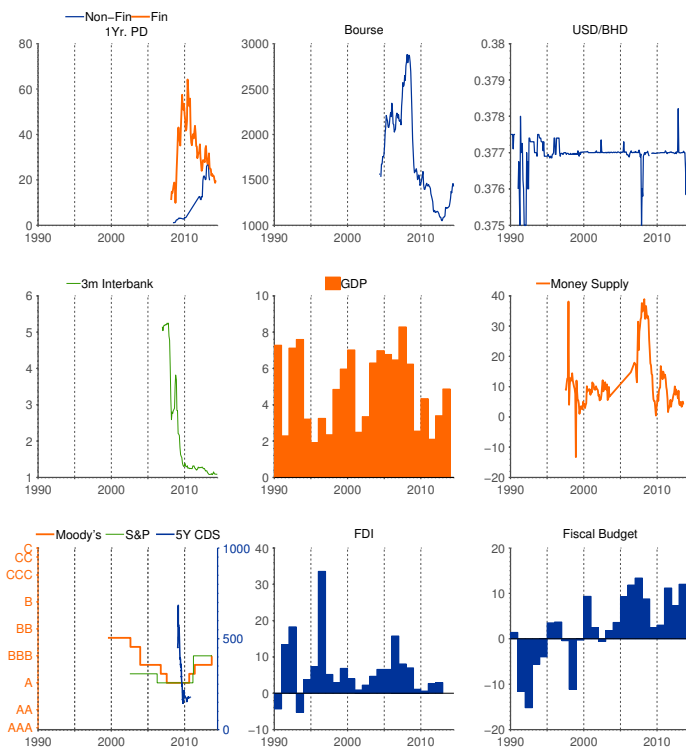 Non−Fin Fin
1Yr. PD
Bourse
USD/BHD
80
60
40
20
0
1990 2000 2010
3000
2500
2000
1500
1000
1990 2000 2010
0.38
0.379
0.378
0.377
0.376
0.375
1990 2000 2010
3m Interbank
GDP
Money Supply
6
5
4
3
2
1
1990 2000 2010
10
8
6
4
2
0
1990 2000 2010
40
30
20
10
0
−10
−20
1990 2000 2010
Moody's S&P 5Y CDS
FDI
Fiscal Budget
C
CC
CCC
B
BB
BBB
A
AA
AAA
1000
500
0
1990 2000 2010
40
30
20
10
0
−10
1990 2000 2010
20
10
0
−10
−20
1990 2000 2010